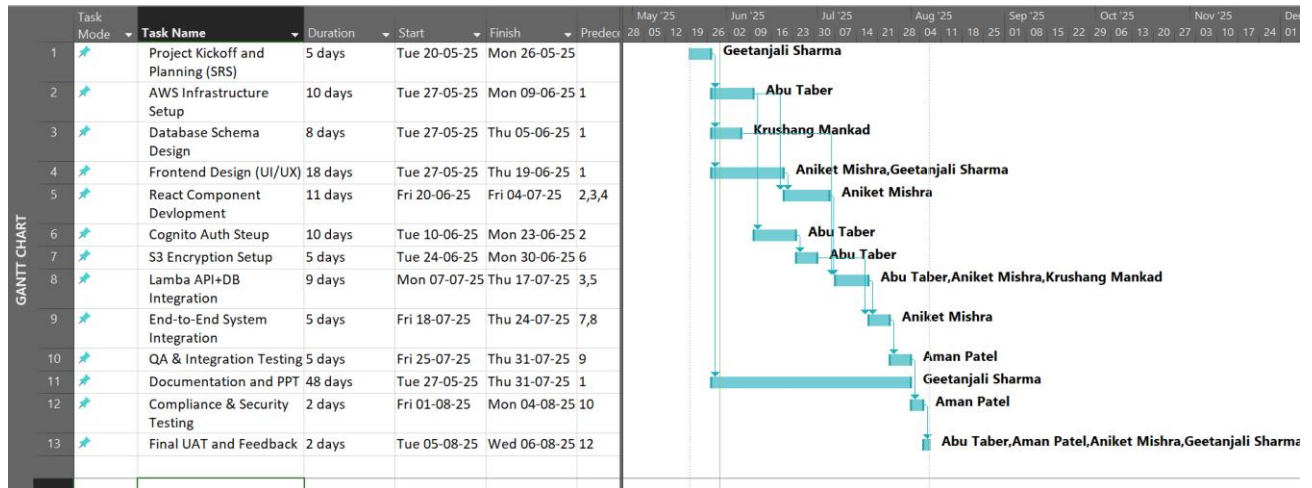 Task Mode Task Name Duration Start Finish Predec
May '25 Jun '25 Jul '25 Aug '25 Sep '25 Oct '25 Nov '25 Dec
28 05 12 19 26 02 09 16 23 30 07 14 21 28 04 11 18 25 01 08 15 22 29 06 13 20 27 03 10 17 24 01
GANTT CHART
1 Project Kickoff and Planning (SRS) 5 days Tue 20-05-25 Mon 26-05-25 Geetanjali Sharma
2 AWS Infrastructure Setup 10 days Tue 27-05-25 Mon 09-06-25 1 Abu Taber
3 Database Schema Design 8 days Tue 27-05-25 Thu 05-06-25 1 Krushang Mankad
4 Frontend Design (UI/UX) 18 days Tue 27-05-25 Thu 19-06-25 1 Aniket Mishra,Geetanjali Sharma
5 React Component Devlopment 11 days Fri 20-06-25 Fri 04-07-25 2,3,4 Aniket Mishra
6 Cognito Auth Steup 10 days Tue 10-06-25 Mon 23-06-25 2 Abu Taber
7 S3 Encryption Setup 5 days Tue 24-06-25 Mon 30-06-25 6 Abu Taber
8 Lamba API+DB Integration 9 days Mon 07-07-25 Thu 17-07-25 3,5 Abu Taber,Aniket Mishra,Krushang Mankad
9 End-to-End System Integration 5 days Fri 18-07-25 Thu 24-07-25 7,8 Aniket Mishra
10 QA & Integration Testing 5 days Fri 25-07-25 Thu 31-07-25 9 Aman Patel
11 Documentation and PPT 48 days Tue 27-05-25 Thu 31-07-25 1 Geetanjali Sharma
12 Compliance & Security Testing 2 days Fri 01-08-25 Mon 04-08-25 10 Aman Patel
13 Final UAT and Feedback 2 days Tue 05-08-25 Wed 06-08-25 12 Abu Taber,Aman Patel,Aniket Mishra,Geetanjali Sharma